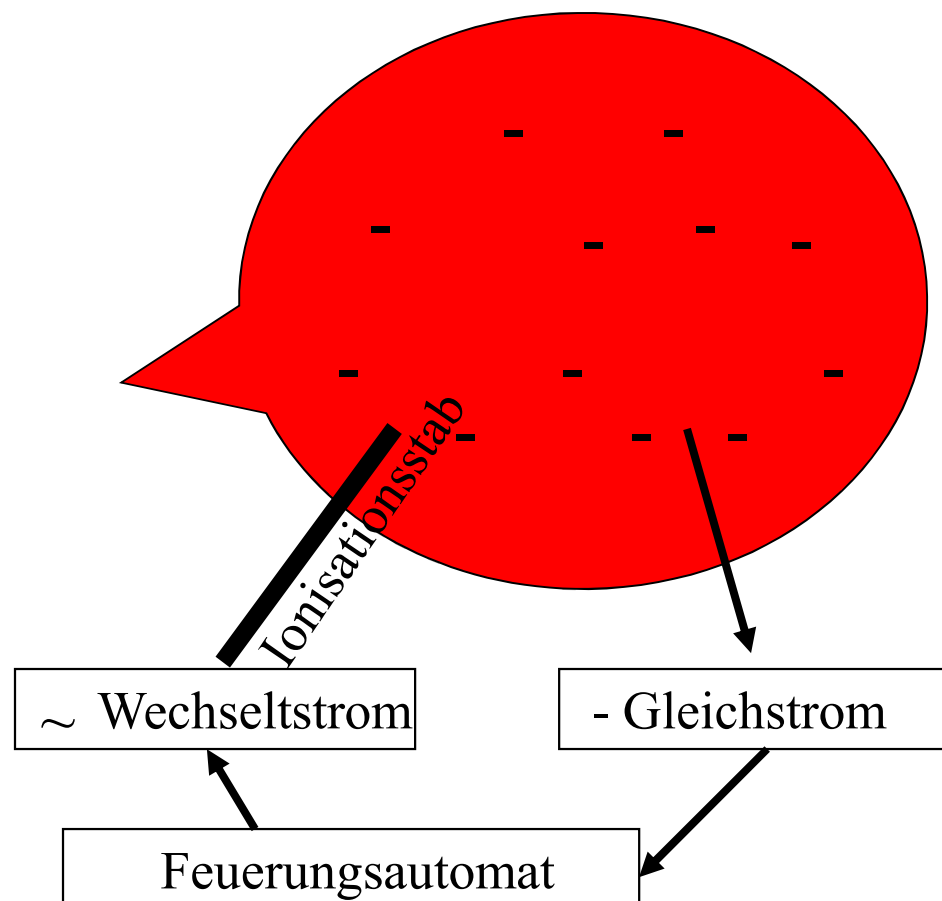 Ionisationsstab
~ Wechseltstrom
- Gleichstrom
Feuerungsautomat